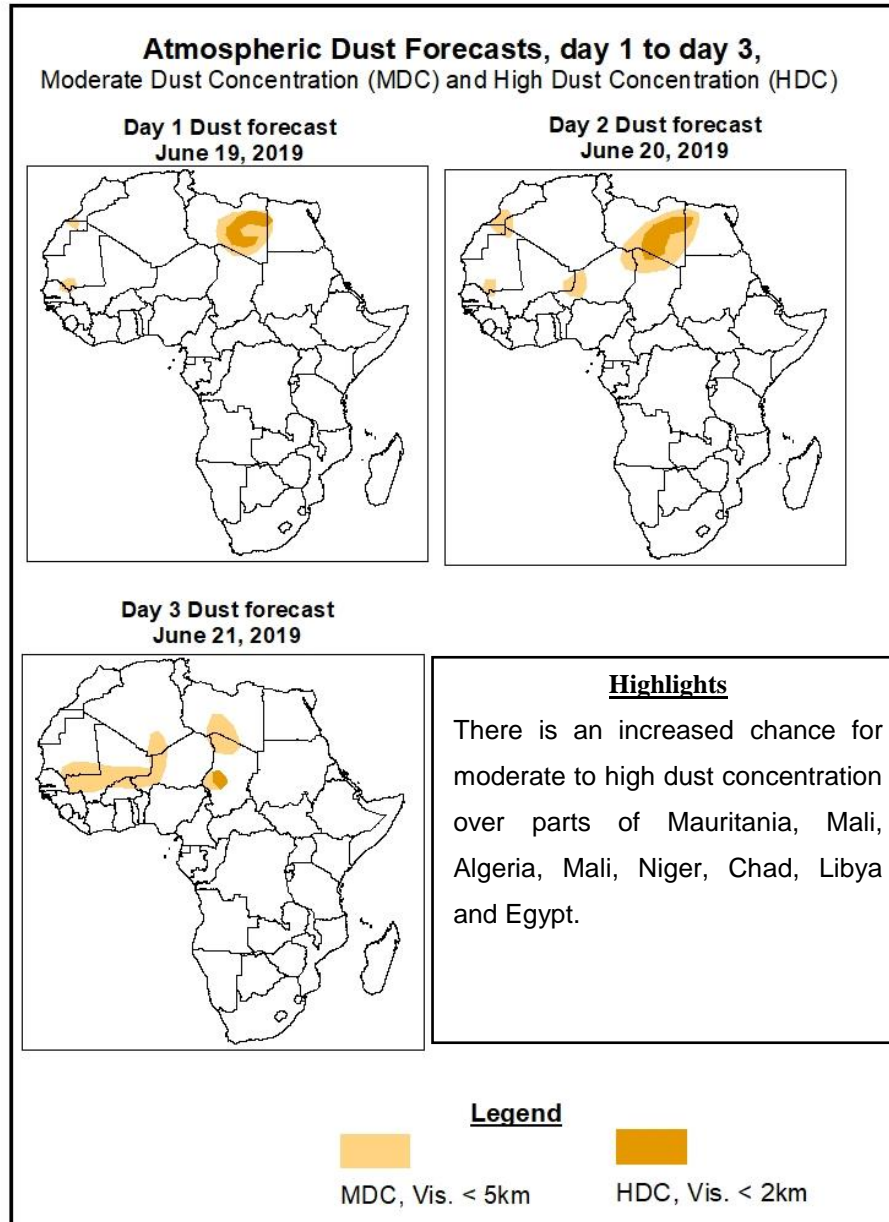 Atmospheric Dust Forecasts, day 1 to day 3,
Moderate Dust Concentration (MDC) and High Dust Concentration (HDC)
Day 1 Dust forecast
June 19, 2019
Day 2 Dust forecast
June 20, 2019
Day 3 Dust forecast
June 21, 2019
Highlights
There is an increased chance for
moderate to high dust concentration
over parts of Mauritania, Mali,
Algeria, Mali, Niger, Chad, Libya
and Egypt.
Legend
MDC, Vis. < 5km
HDC, Vis. < 2km